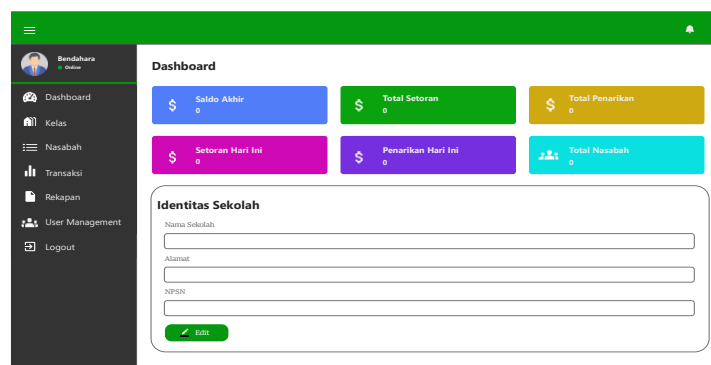 Bendahara
Online
Dashboard
Kelas
Nasabah
Transaksi
Rekapan
User Management
Logout
Dashboard
Saldo Akhir
0
Total Setoran
0
Total Penarikan
0
Setoran Hari Ini
0
Penarikan Hari Ini
0
Total Nasabah
0
Identitas Sekolah
Nama Sekolah
Alamat
NPSN
Edit